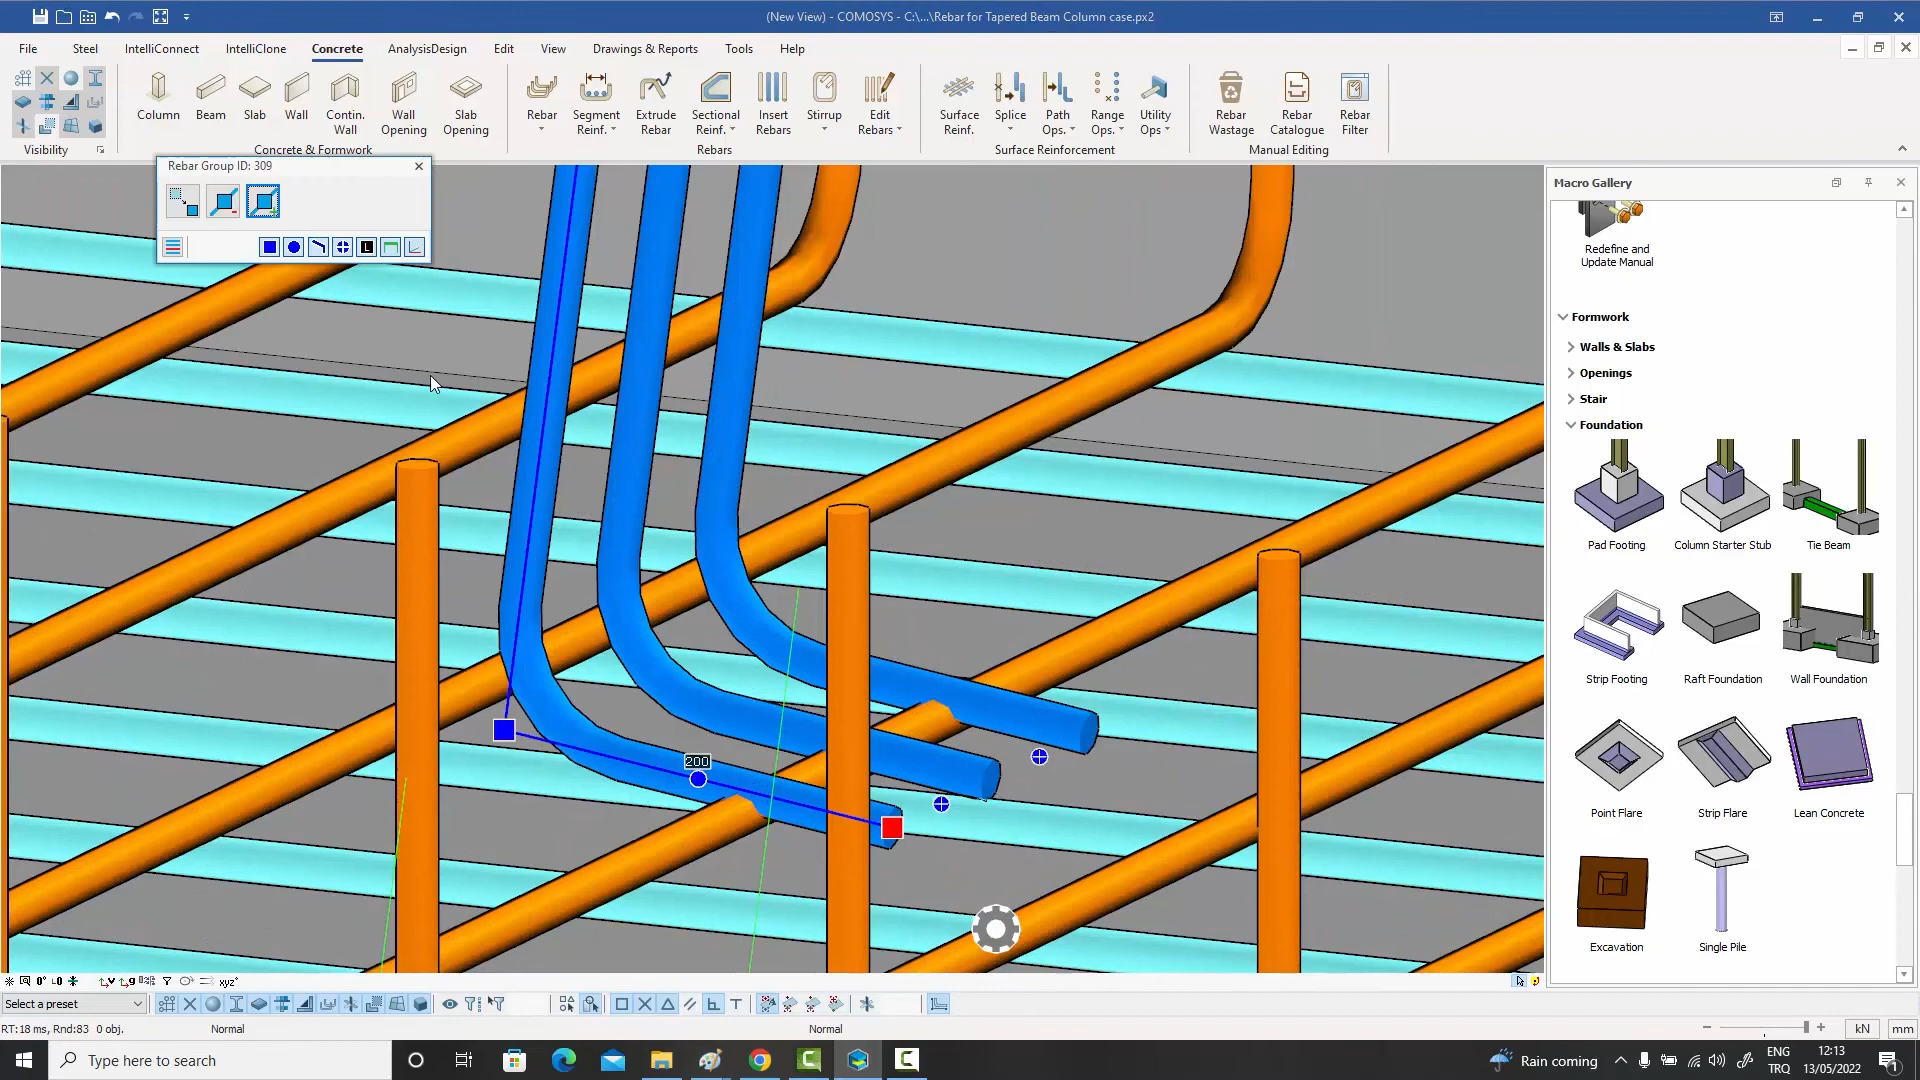 (New View) - COMOSYS - C:\...\Rebar for Tapered Beam Column case.px2
File Steel IntelliConnect IntelliClone Concrete AnalysisDesign Edit View Drawings & Reports Tools Help
Column Beam Slab Wall Contin. Wall Wall Opening Slab Opening Rebar Segment Reinf. Extrude Rebar Sectional Reinf. Insert Rebars Stirrup Edit Rebars Surface Reinf. Splice Path Ops. Range Ops. Utility Ops Rebar Wastage Rebar Catalogue Rebar Filter
Visibility Concrete & Formwork Rebars Surface Reinforcement Manual Editing
Rebar Group ID: 309
L
200
Macro Gallery
Redefine and
Update Manual
Formwork
Walls & Slabs
Openings
Stair
Foundation
Pad Footing Column Starter Stub Tie Beam
Strip Footing Raft Foundation Wall Foundation
Point Flare Strip Flare Lean Concrete
Excavation Single Pile
xyz
Select a preset
RT:18 ms, Rnd:83 0 obj. Normal Normal kN mm
Type here to search
Rain coming
ENG
TRQ
12:13
13/05/2022
1